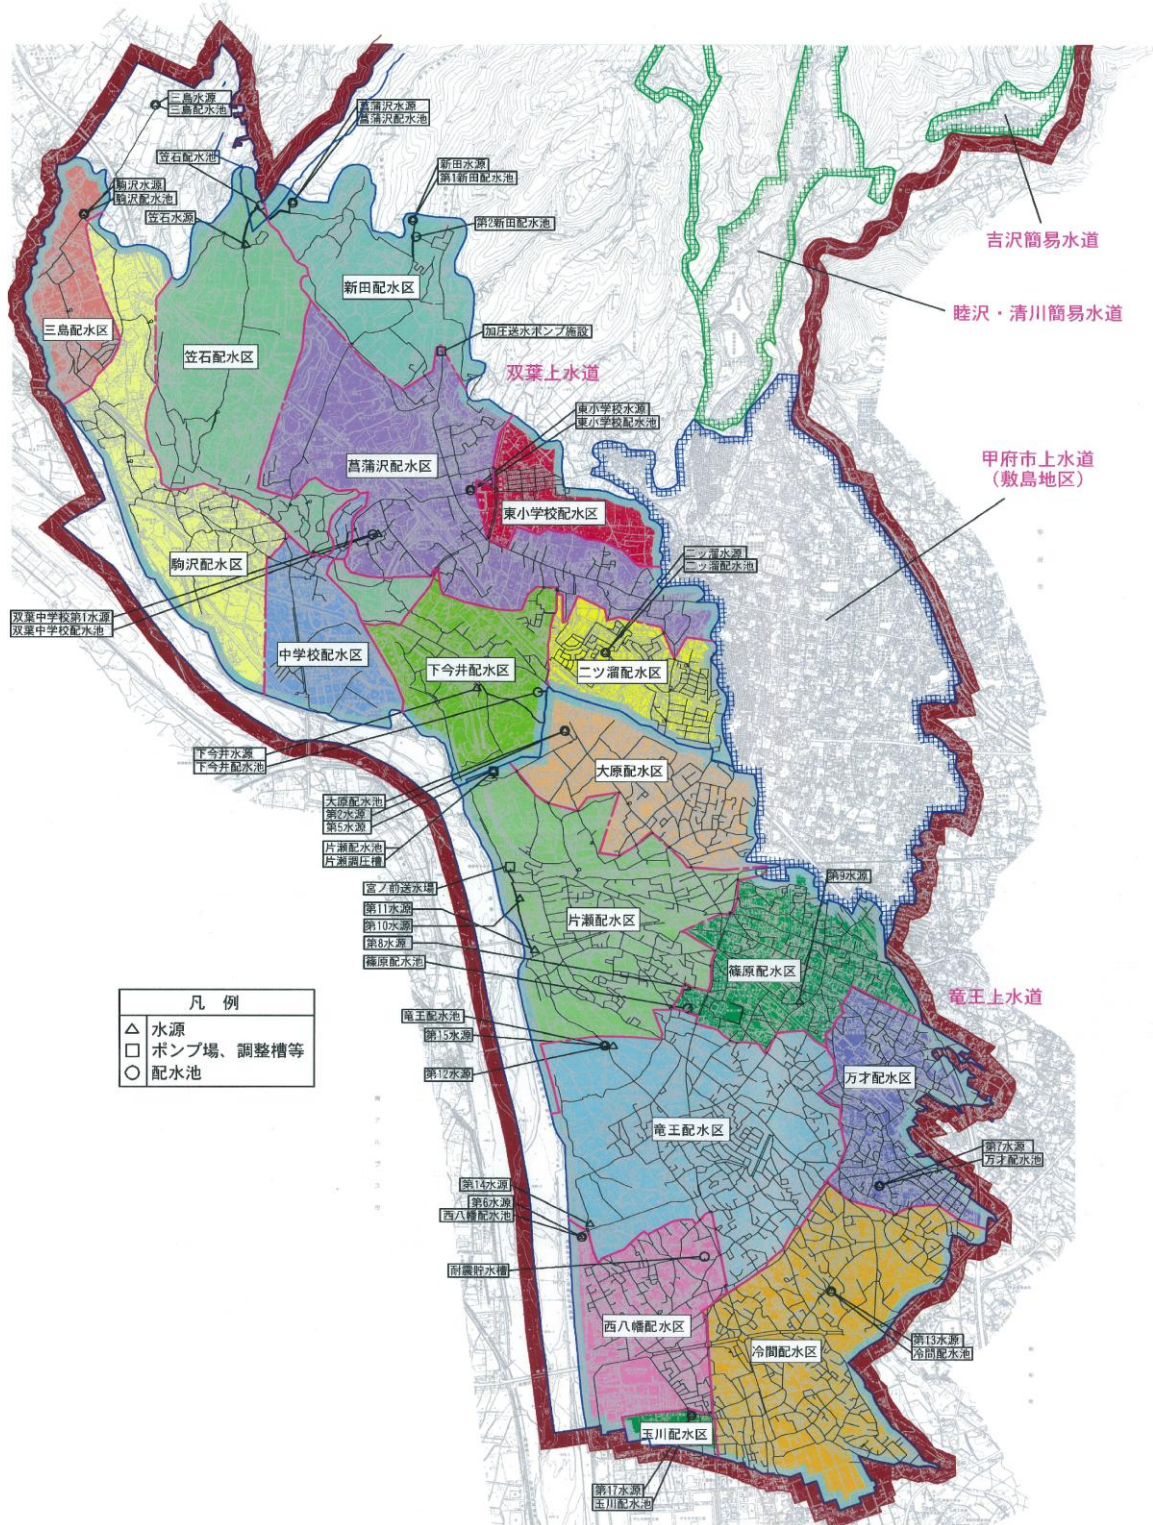 三島水源
三島配水池
菖蒲沢水源
菖蒲沢配水池
笠石配水池
新田水源
第1新田配水池
駒沢水源
駒沢配水池
笠石水源
第2新田配水池
吉沢簡易水道
新田配水区
睦沢・清川簡易水道
三島配水区
加圧送水ポンプ施設
笠石配水区
双葉上水道
東小学校水源
東小学校配水池
菖蒲沢配水区
甲府市上水道
（敷島地区）
東小学校配水区
駒沢配水区
二ッ溜水源
二ッ溜配水池
双葉中学校第1水源
双葉中学校配水池
中学校配水区
下今井配水区
二ツ溜配水区
下今井水源
下今井配水池
大原配水区
大原配水池
第2水源
第5水源
片瀬配水池
片瀬調圧槽
宮ノ前送水場
第9水源
第11水源
第10水源
片瀬配水区
第8水源
篠原配水池
篠原配水区
竜王上水道
凡 例
水源
ポンプ場、調整槽等
配水池
竜王配水池
第15水源
第12水源
万才配水区
竜王配水区
第7水源
万才配水池
第14水源
第6水源
西八幡配水池
耐震貯水槽
西八幡配水区
第13水源
冷間配水池
冷間配水区
玉川配水区
第17水源
玉川配水池